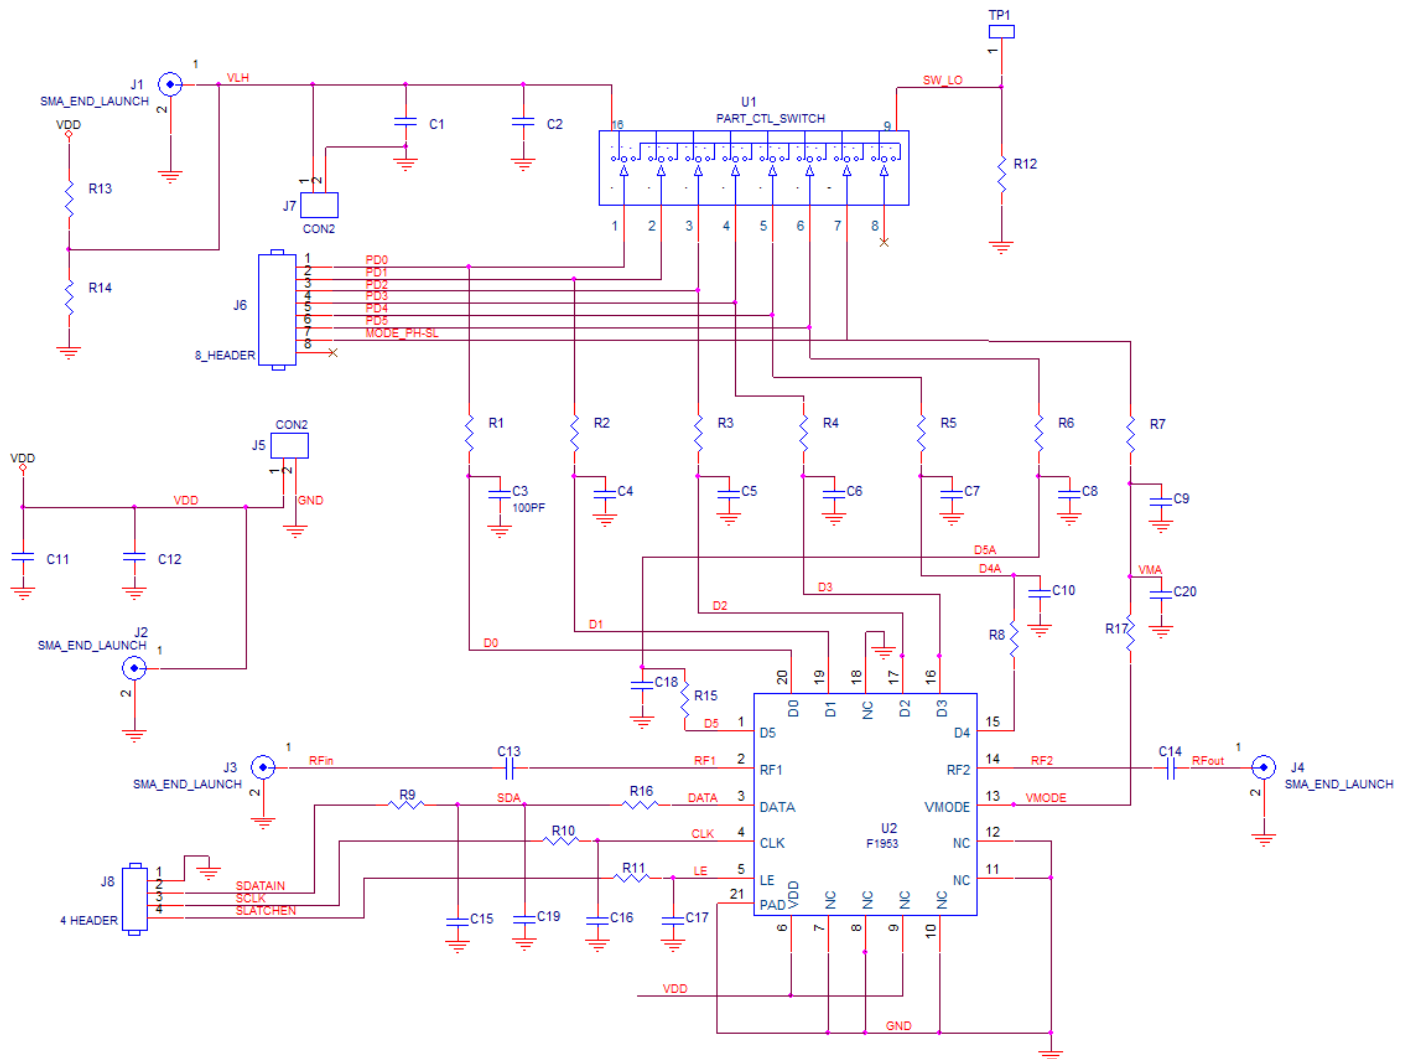 TP1
1
J1
1
VLH
SMA_END_LAUNCH
2
SW_LO
U1
PART_CTL_SWITCH
C1
C2
16
9
VDD
R13
R12
1
2
J7
CON2
1
2
3
4
5
6
7
8
J6
1
2
3
4
5
6
7
8
PD0
PD1
PD2
PD3
PD4
PD5
MODE_PH-SL
8_HEADER
R14
R1
R2
R3
R4
R5
R6
R7
CON2
J5
1
2
VDD
VDD
GND
C3
100PF
C4
C5
C6
C7
C8
C9
C11
C12
D5A
D4A
VMA
C10
C20
D3
D2
D1
D0
R8
R17
J2
SMA_END_LAUNCH
1
2
C18
R15
20
19
18
17
16
D0
D1
NC
D2
D3
D5
1
D5
D4
15
J3
1
RFin
C13
RF1
2
RF1
RF2
14
RF2
C14
RFout
1
J4
SMA_END_LAUNCH
2
SMA_END_LAUNCH
2
R9
SDA
R16
DATA
3
DATA
VMODE
13
VMODE
R10
CLK
4
CLK
U2
F1953
NC
12
R11
LE
5
LE
NC
11
21
PAD
J8
1
2
3
4
SDATAIN
SCLK
SLATCHEN
4 HEADER
C15
C19
C16
C17
VDD
NC
NC
NC
NC
6
7
8
9
10
VDD
GND